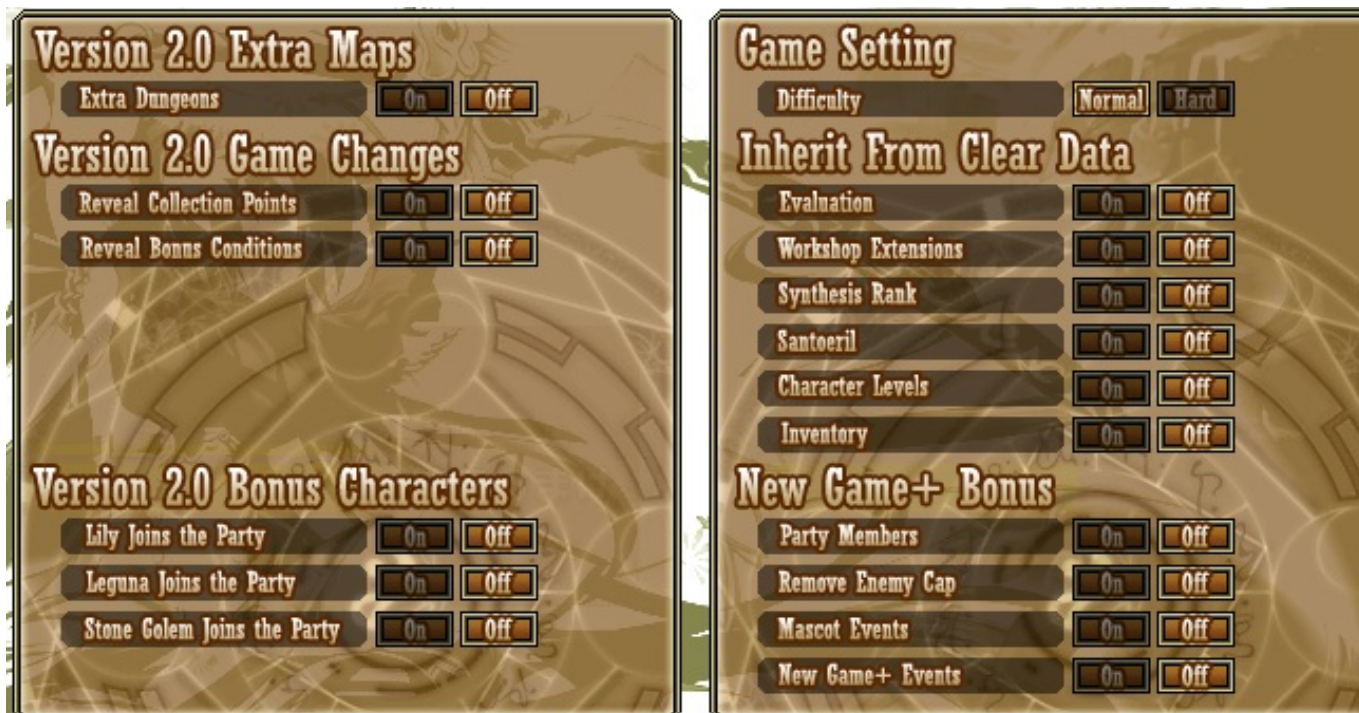 Version 2.0 Extra Maps
Extra Dungeons On Off
Version 2.0 Game Changes
Reveal Collection Points On Off
Reveal Bonus Conditions On Off
Version 2.0 Bonus Characters
Lily Joins the Party On Off
Leguna Joins the Party On Off
Stone Golem Joins the Party On Off
Game Setting
Difficulty Normal Hard
Inherit From Clear Data
Evaluation On Off
Workshop Extensions On Off
Synthesis Rank On Off
Santoeril On Off
Character Levels On Off
Inventory On Off
New Game+ Bonus
Party Members On Off
Remove Enemy Cap On Off
Mascot Events On Off
New Game+ Events On Off